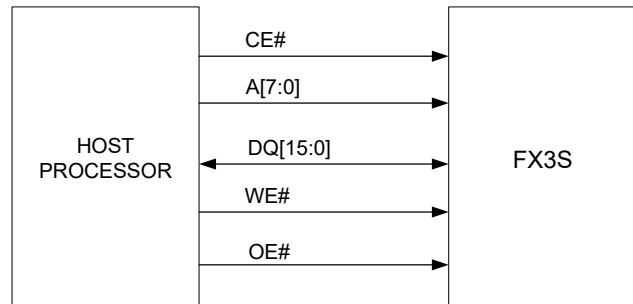 CE#
A[7:0]
HOST
PROCESSOR
DQ[15:0]
FX3S
WE#
OE#